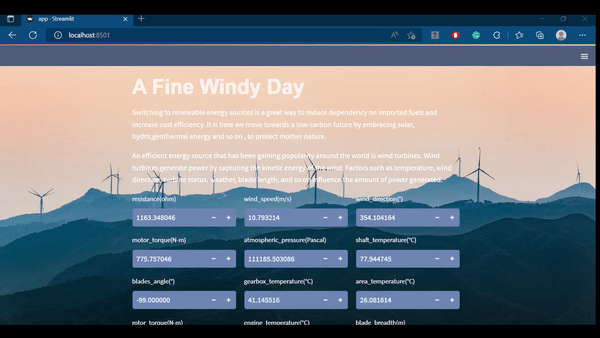 app · Streamlit
localhost:8501
A Fine Windy Day
Switching to renewable energy sources is a great way to reduce dependency on imported fuels and
increase cost-efficiency. It is time we move towards a low-carbon future by embracing solar,
hydro,geothermal energy and so on , to protect mother nature.
An efficient energy source that has been gaining popularity around the world is wind turbines. Wind
turbines generate power by capturing the kinetic energy of the wind. Factors such as temperature, wind
direction, turbine status, weather, blade length, and so on influence the amount of power generated.
resistance(ohm) wind_speed(m/s) wind_direction(°)
1163.348046 − + 10.793214 − + 354.104164 − +
motor_torque(N-m) atmospheric_pressure(Pascal) shaft_temperature(°C)
775.757046 − + 111185.503086 − + 77.944745 − +
blades_angle(°) gearbox_temperature(°C) area_temperature(°C)
-99.000000 − + 41.145516 − + 26.081614 − +
rotor_torque(N-m) engine_temperature(°C) blade_breadth(m)